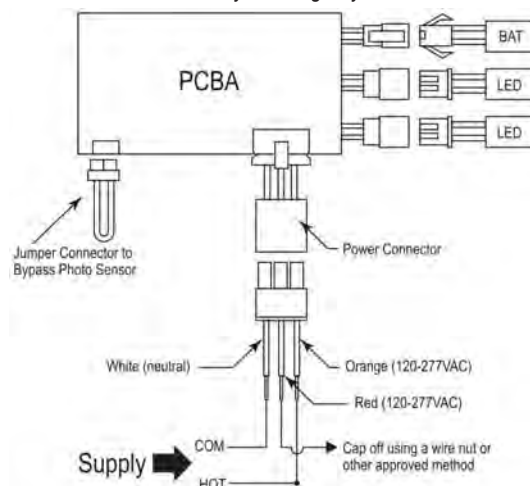 PCBA
BAT
LED
LED
Jumper Connector to
Bypass Photo Sensor
Power Connector
White (neutral)
Orange (120-277VAC)
Red (120-277VAC)
COM
Cap off using a wire nut or
other approved method
Supply
HOT